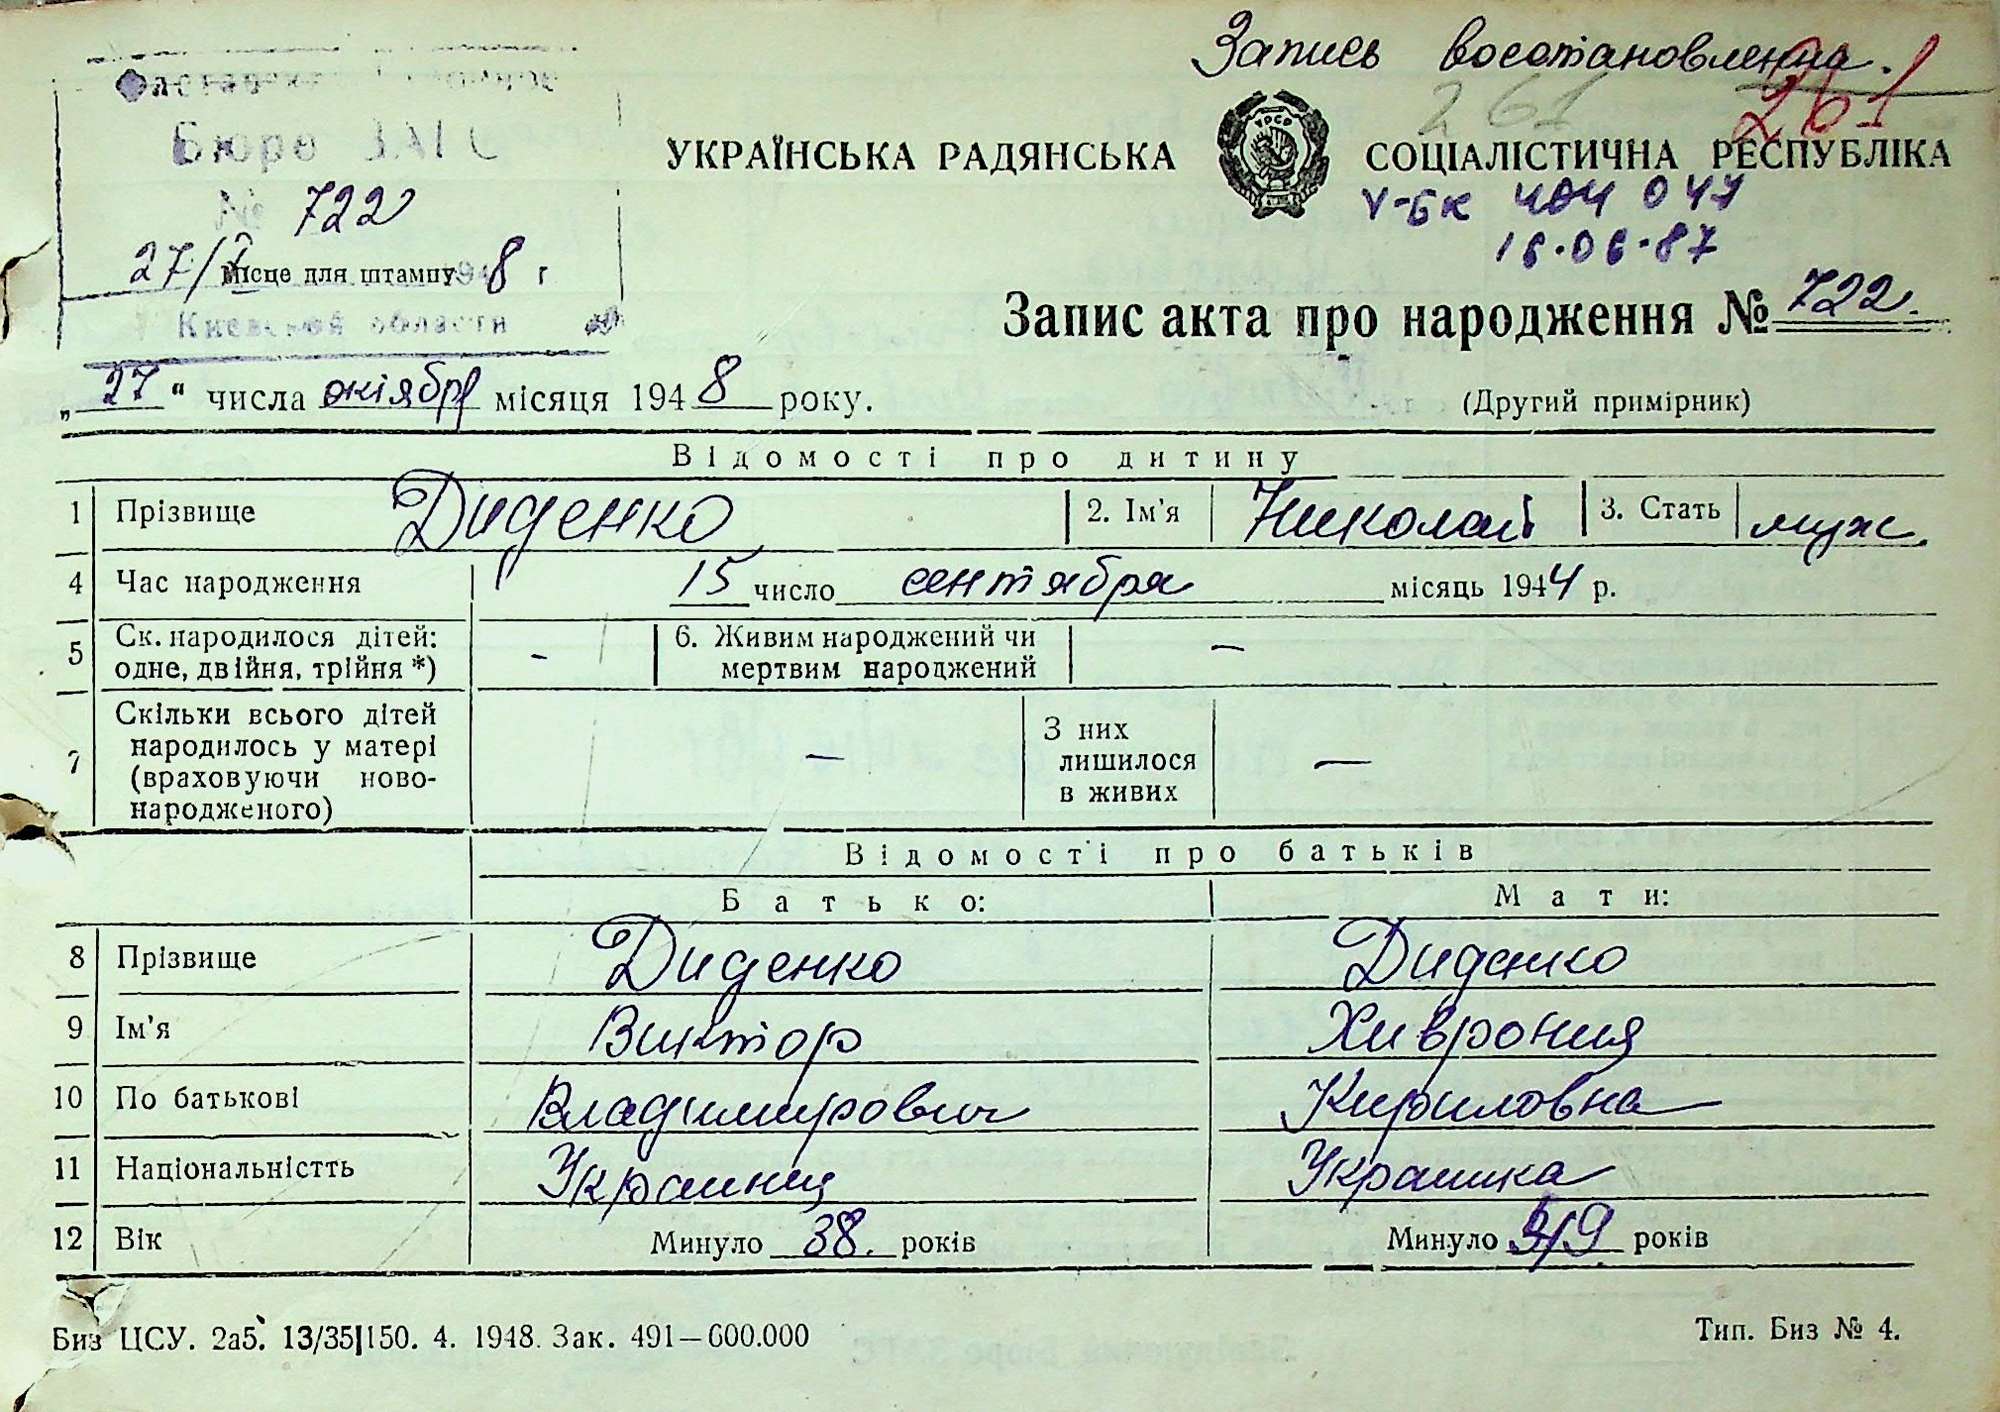 Запись восстановленна.
261 261
Бюро ЗАГС
№ 722
27/X 1948 г
Місце для штампу
Киевской области
УКРАЇНСЬКА РАДЯНСЬКА СОЦІАЛІСТИЧНА РЕСПУБЛІКА
УРСР
V-БК 404 047
16.06.87
Запис акта про народження № 722.
„27“ числа октября місяця 1948 року.
(Другий примірник)
Відомості про дитину
1 Прізвище Диденко 2. Ім'я Николай 3. Стать муж.
4 Час народження 15 число сентября місяць 1944 р.
5 Ск. народилося дітей: одне, двійня, трійня *) - 6. Живим народжений чи мертвим народжений —
7 Скільки всього дітей народилось у матері (враховуючи ново-народженого) — З них лишилося в живих —
Відомості про батьків
Батько: Мати:
8 Прізвище Диденко Диденко
9 Ім'я Виктор Хиврония
10 По батькові Владимирович Кириловна
11 Національністть Украинец Украинка
12 Вік Минуло 38. років Минуло років
Биз ЦСУ. 2а5. 13/35|150. 4. 1948. Зак. 491—600.000
Тип. Биз № 4.